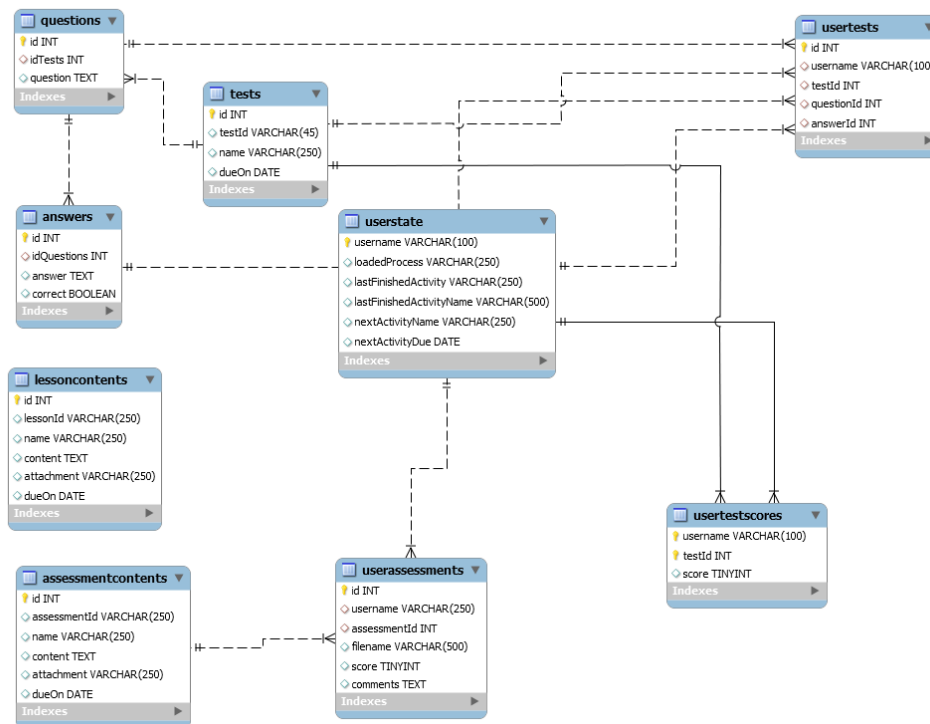 questions
id INT
idTests INT
question TEXT
Indexes
tests
id INT
testId VARCHAR(45)
name VARCHAR(250)
dueOn DATE
Indexes
usertests
id INT
username VARCHAR(100)
testId INT
questionId INT
answerId INT
Indexes
answers
id INT
idQuestions INT
answer TEXT
correct BOOLEAN
Indexes
userstate
username VARCHAR(100)
loadedProcess VARCHAR(250)
lastFinishedActivity VARCHAR(250)
lastFinishedActivityName VARCHAR(500)
nextActivityName VARCHAR(250)
nextActivityDue DATE
Indexes
lessoncontents
id INT
lessonId VARCHAR(250)
name VARCHAR(250)
content TEXT
attachment VARCHAR(250)
dueOn DATE
Indexes
usertestscores
username VARCHAR(100)
testId INT
score TINYINT
Indexes
assessmentcontents
id INT
assessmentId VARCHAR(250)
name VARCHAR(250)
content TEXT
attachment VARCHAR(250)
dueOn DATE
Indexes
userassessments
id INT
username VARCHAR(250)
assessmentId INT
filename VARCHAR(500)
score TINYINT
comments TEXT
Indexes